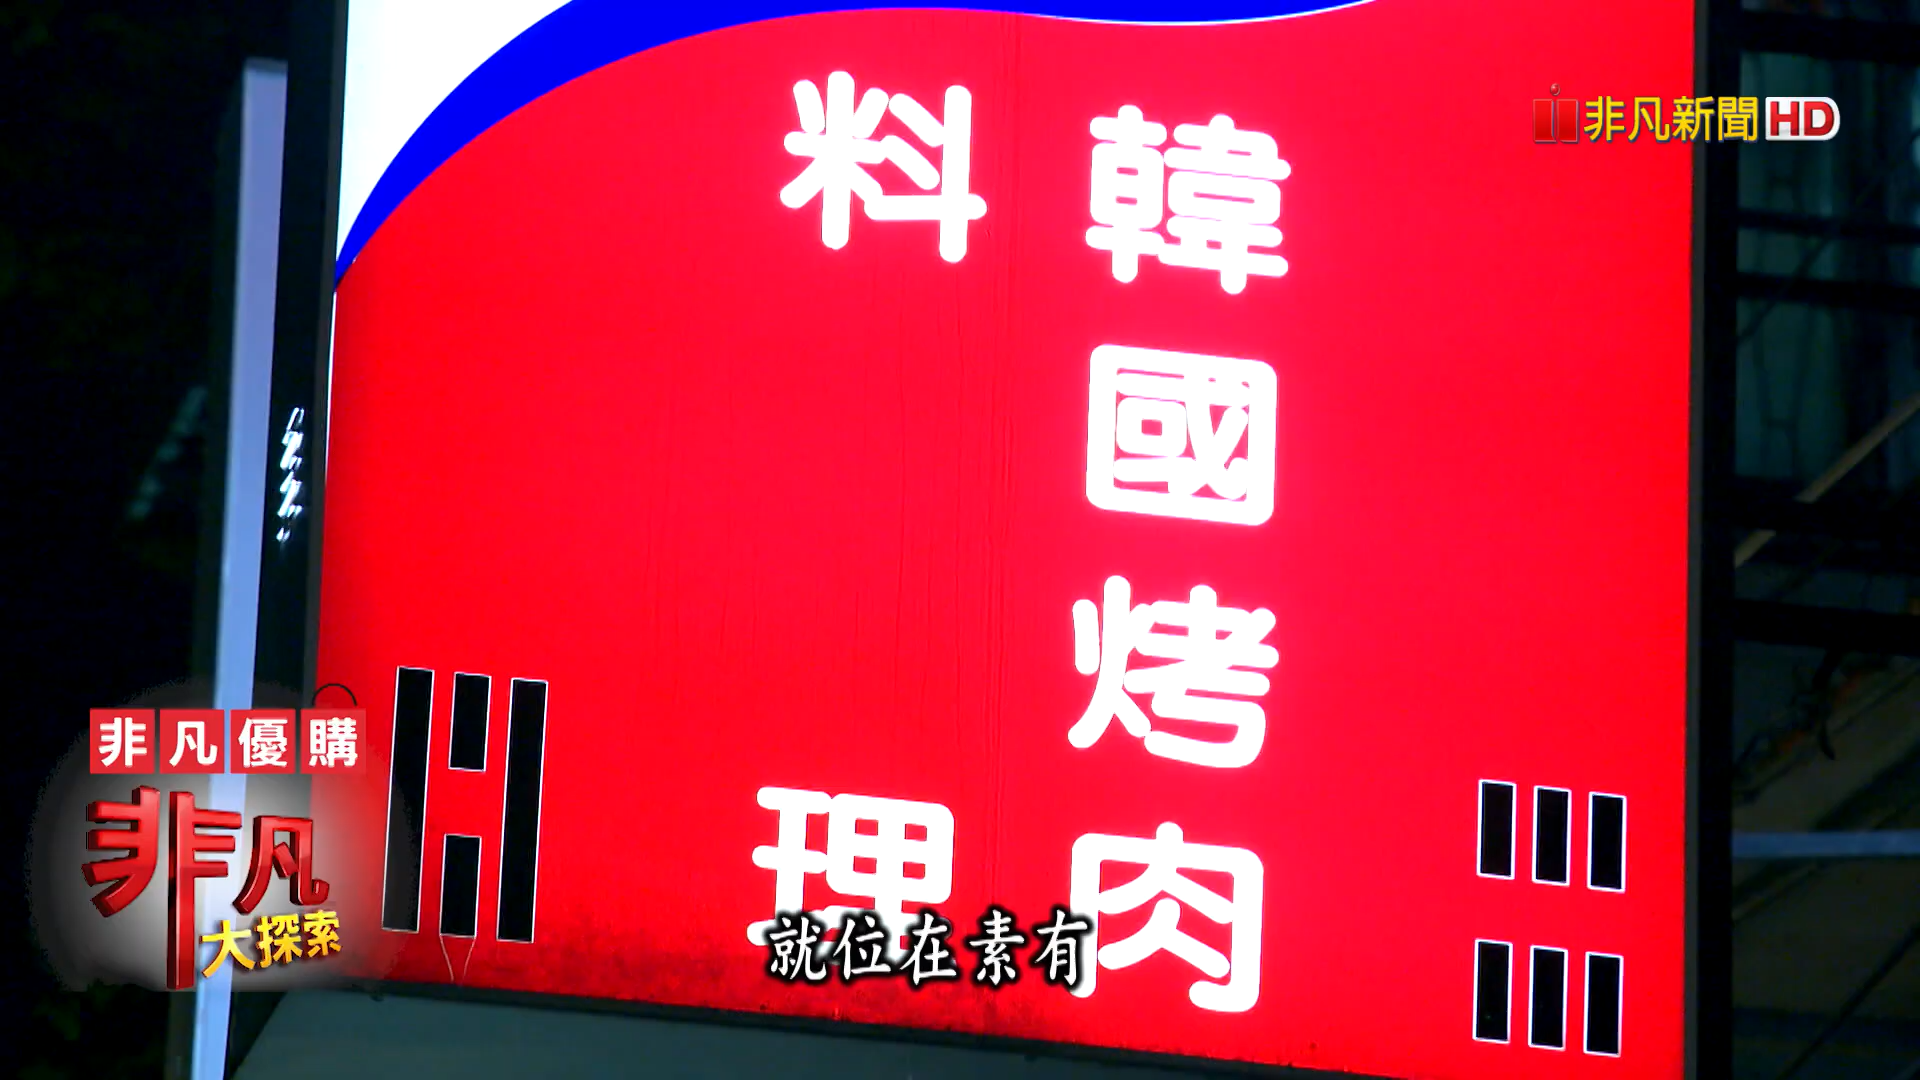 非凡新聞HD
韓國烤肉
料理
非凡優購
非凡
大探索
就位在素有